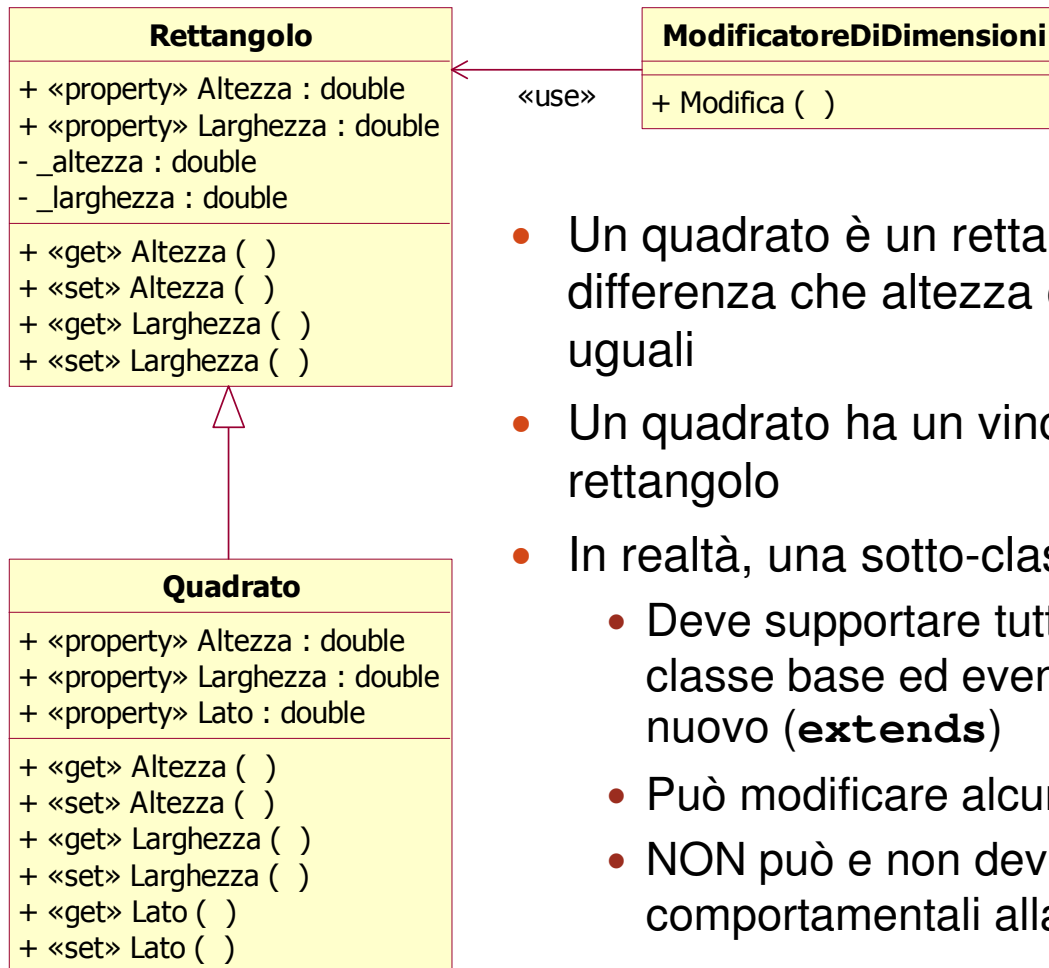 Rettangolo
+ «property» Altezza : double
+ «property» Larghezza : double
- _altezza : double
- _larghezza : double
+ «get» Altezza ( )
+ «set» Altezza ( )
+ «get» Larghezza ( )
+ «set» Larghezza ( )
«use»
ModificatoreDiDimensioni
+ Modifica ( )
Quadrato
+ «property» Altezza : double
+ «property» Larghezza : double
+ «property» Lato : double
+ «get» Altezza ( )
+ «set» Altezza ( )
+ «get» Larghezza ( )
+ «set» Larghezza ( )
+ «get» Lato ( )
+ «set» Lato ( )
• Un quadrato è un retta
differenza che altezza
uguali
• Un quadrato ha un vinc
rettangolo
• In realtà, una sotto-clas
• Deve supportare tutt
classe base ed ever
nuovo (extends)
• Può modificare alcu
• NON può e non dev
comportamentali alla